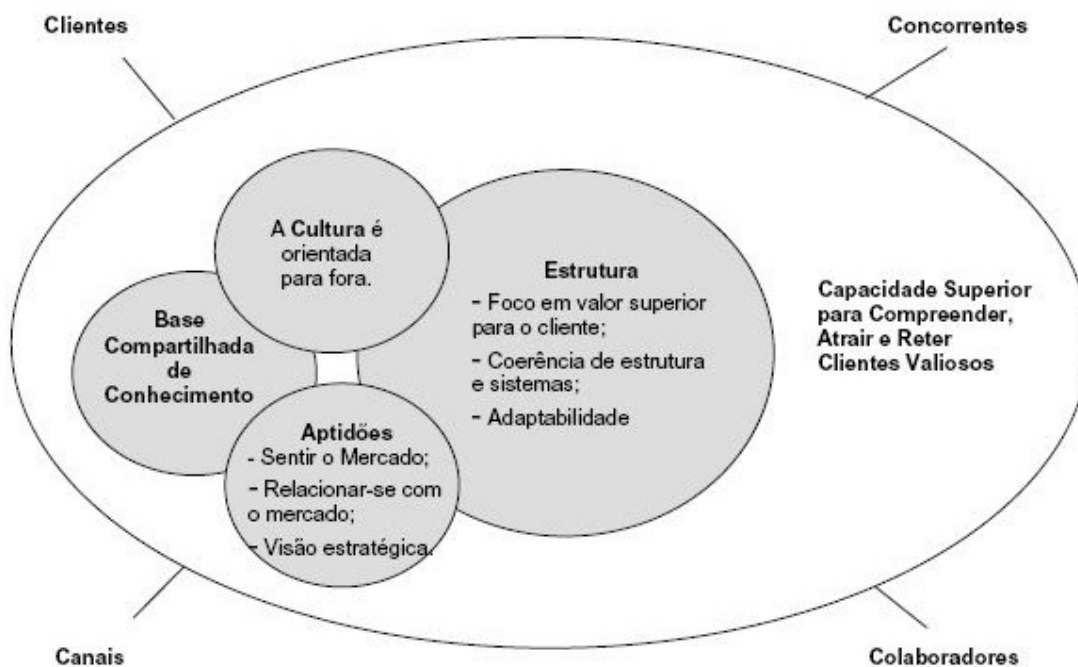 Clientes
Concorrentes
A Cultura é
orientada
para fora.
Base
Compartilhada
de
Conhecimento
Aptidões
- Sentir o Mercado;
- Relacionar-se com
o mercado;
- Visão estratégica.
Estrutura
- Foco em valor superior
para o cliente;
- Coerência de estrutura
e sistemas;
- Adaptabilidade
Capacidade Superior
para Compreender,
Atrair e Reter
Clientes Valiosos
Canais
Colaboradores